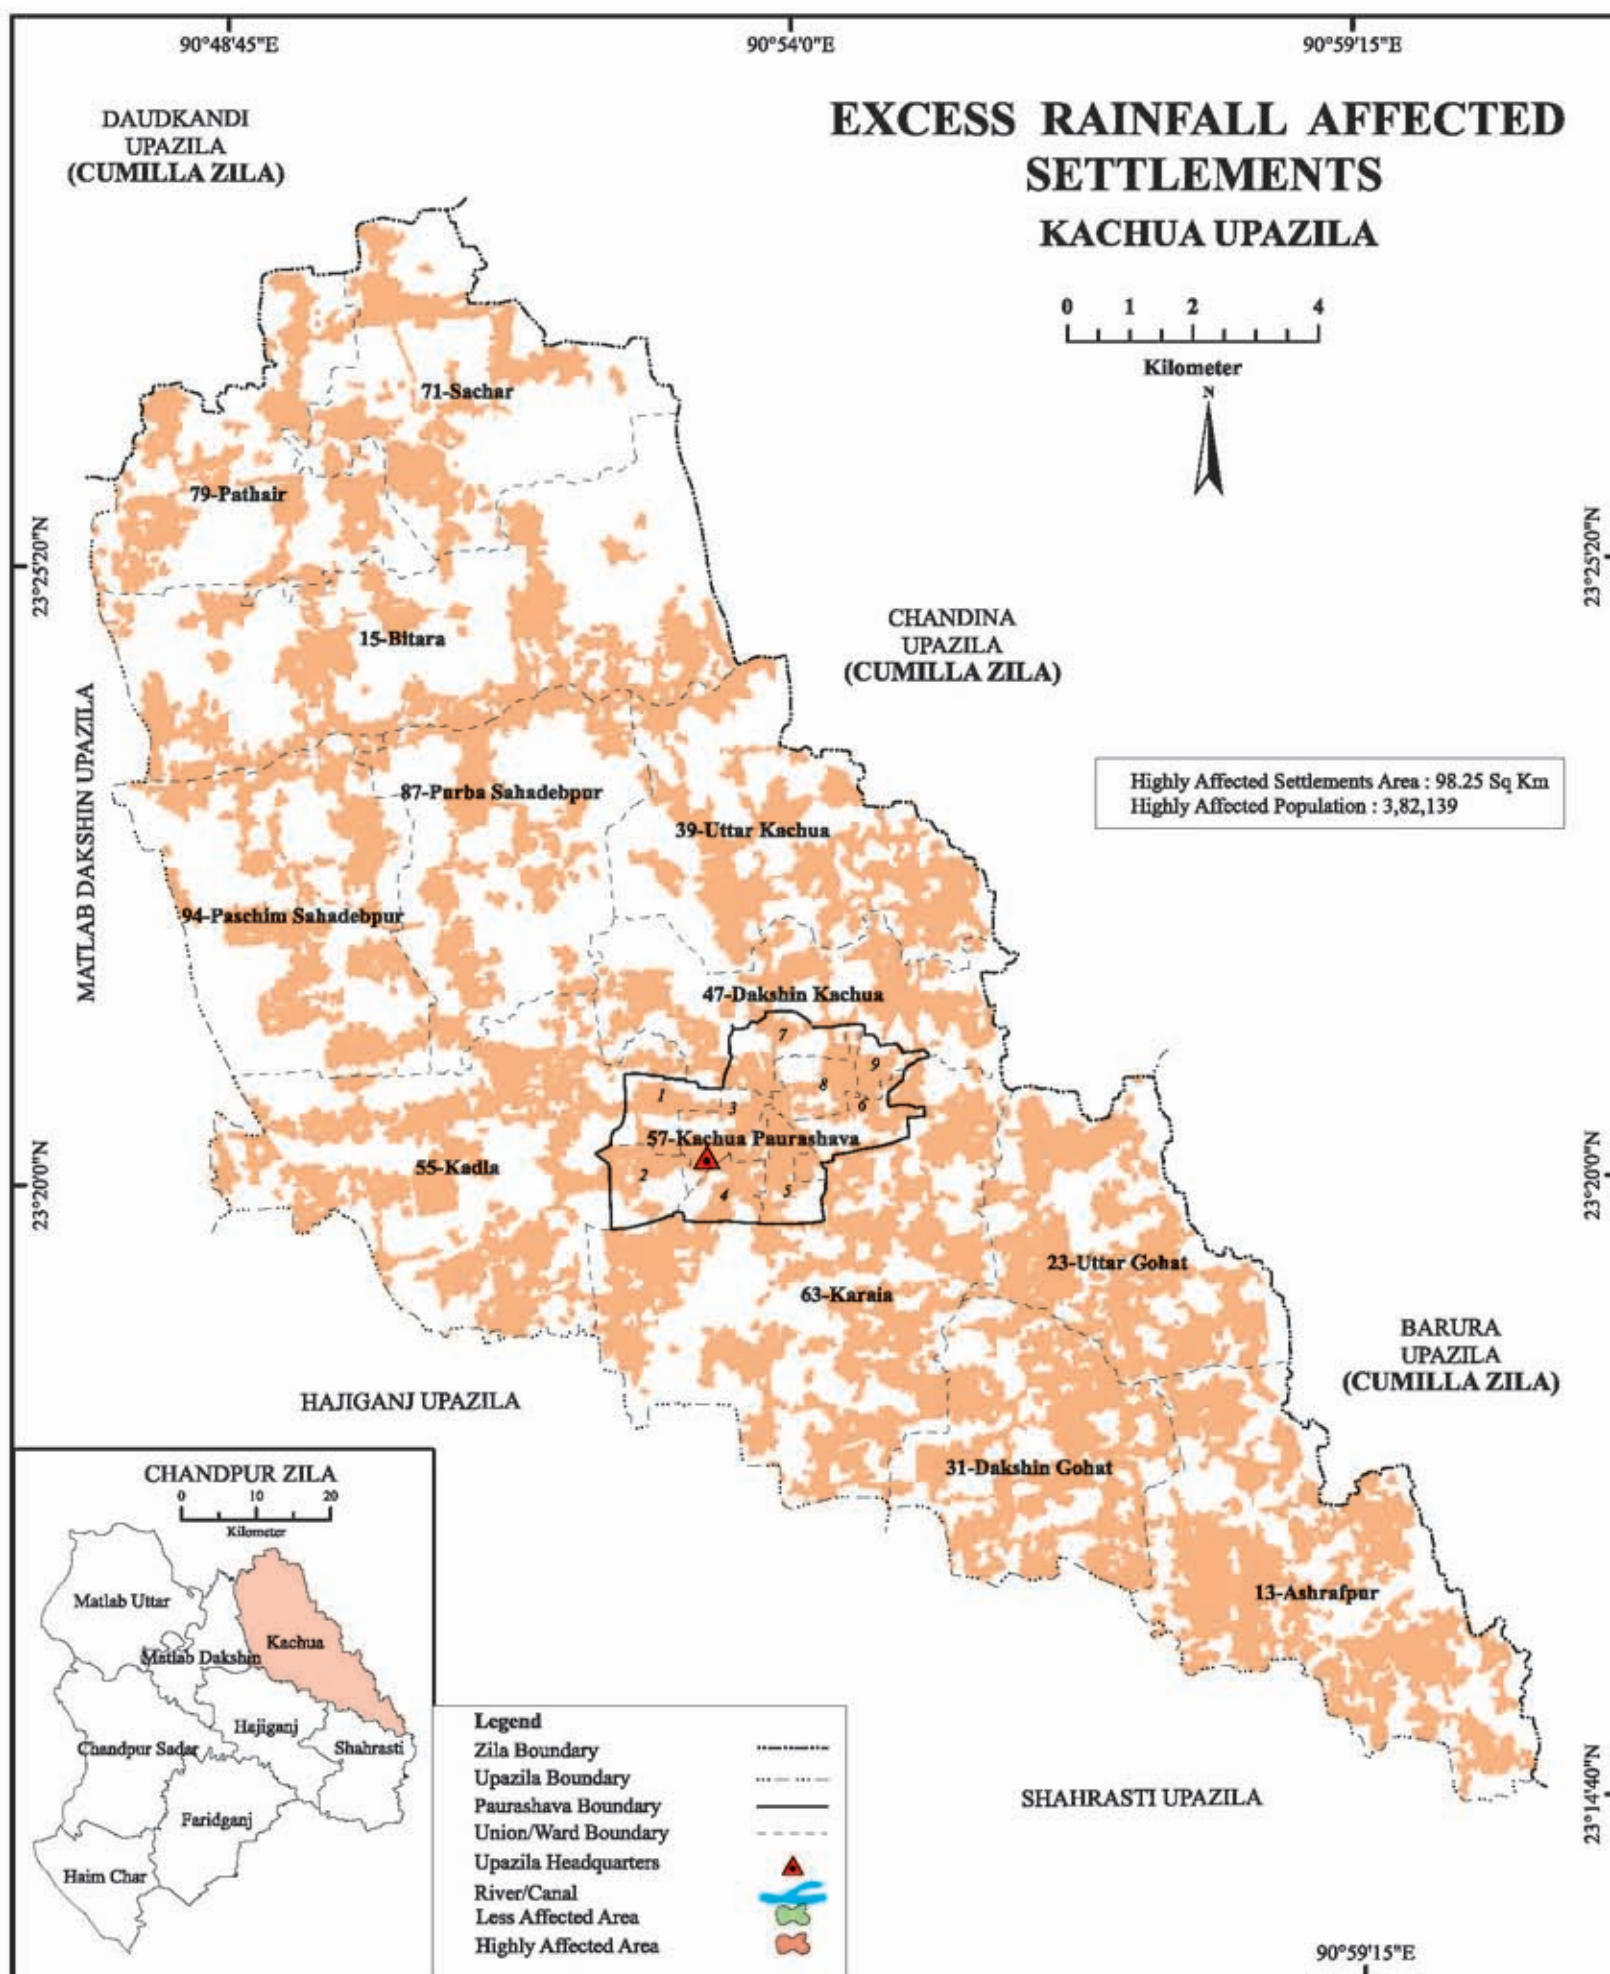 90°48'45"E
90°54'0"E
90°59'15"E
DAUDKANDI
UPAZILA
(CUMILLA ZILA)
EXCESS RAINFALL AFFECTED
SETTLEMENTS
KACHUA UPAZILA
0 1 2 4
Kilometer
N
71-Sachar
79-Pathair
23°25'20"N
23°25'20"N
15-Bitara
CHANDINA
UPAZILA
(CUMILLA ZILA)
MATLAB DAKSHIN UPAZILA
Highly Affected Settlements Area : 98.25 Sq Km
Highly Affected Population : 3,82,139
87-Purba Sahadebpur
39-Uttar Kachua
94-Paschim Sahadebpur
47-Dakshin Kachua
7
9
8
1
3
6
57-Kachua Paurashava
55-Kadla
2
4
5
23°20'0"N
23°20'0"N
23-Uttar Gohat
63-Karaia
BARURA
UPAZILA
(CUMILLA ZILA)
HAJIGANJ UPAZILA
31-Dakshin Gohat
13-Ashrafpur
CHANDPUR ZILA
0 10 20
Kilometer
Matlab Uttar
Kachua
Matlab Dakshin
Hajiganj
Chandpur Sadar
Shahrasti
Faridganj
Haim Char
Legend
Zila Boundary
Upazila Boundary
Paurashava Boundary
Union/Ward Boundary
Upazila Headquarters
River/Canal
Less Affected Area
Highly Affected Area
SHAHRASTI UPAZILA
23°14'40"N
90°59'15"E